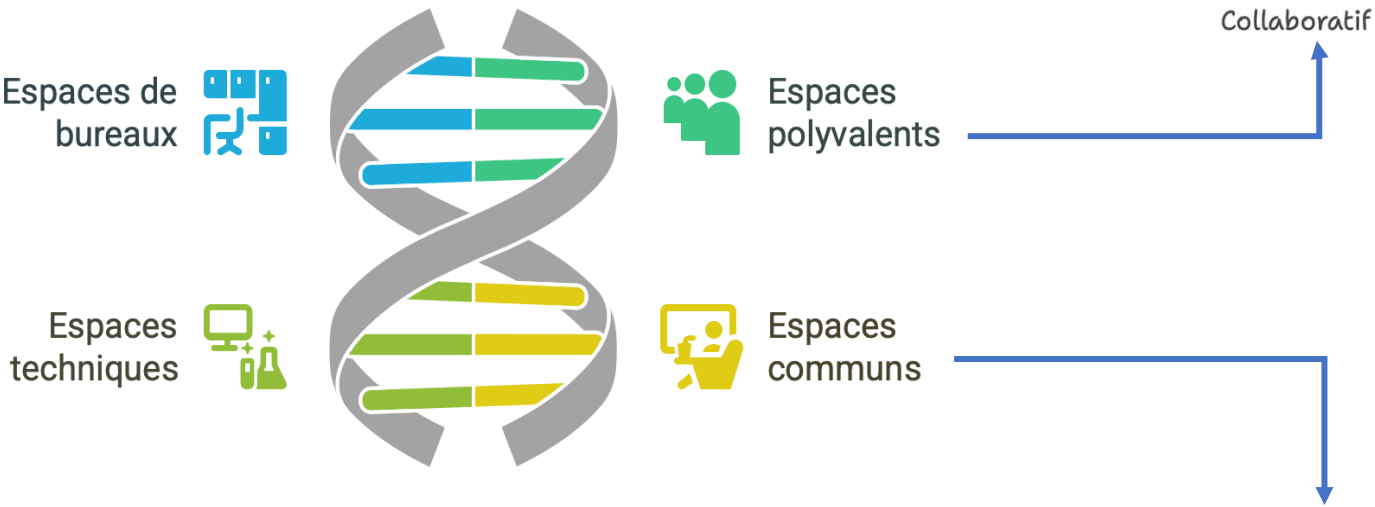 Collaboratif
Espaces de
bureaux
Espaces
polyvalents
Espaces
techniques
Espaces
communs